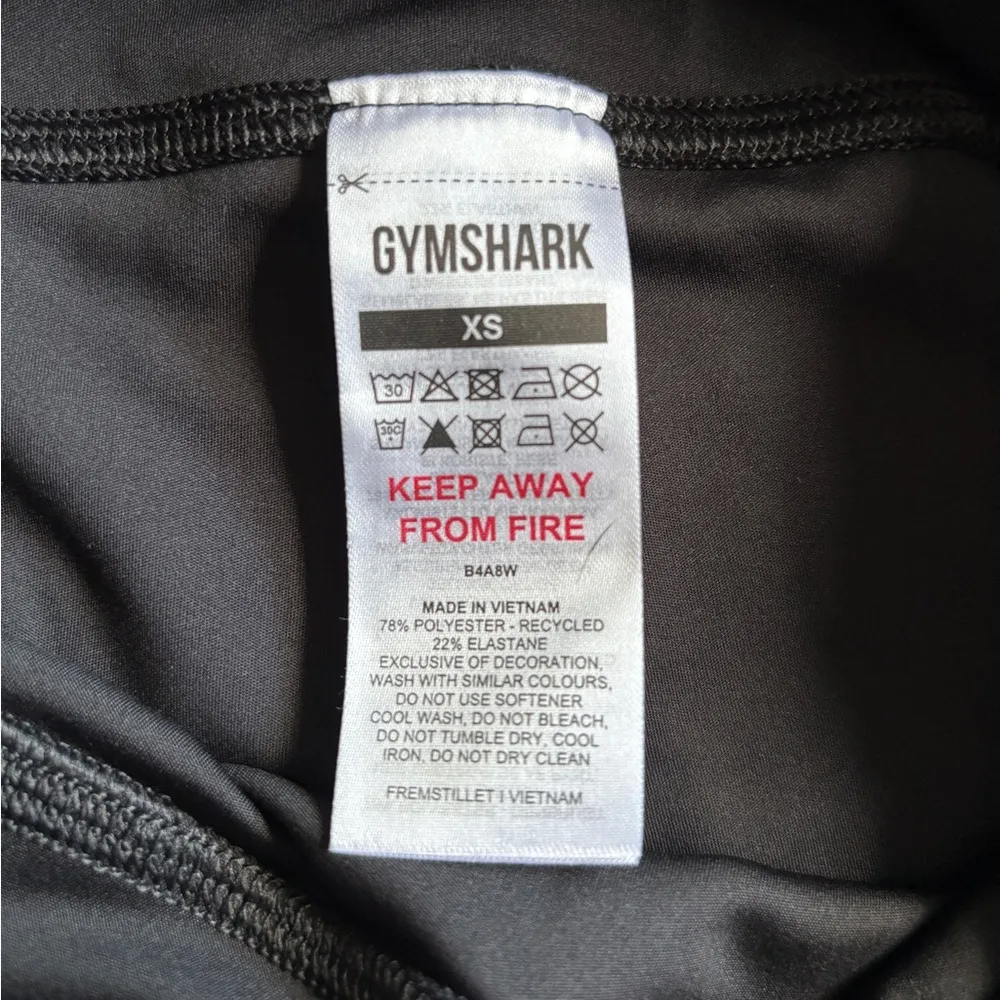 GYMSHARK
XS
30
30C
KEEP AWAY
FROM FIRE
B4A8W
MADE IN VIETNAM
78% POLYESTER - RECYCLED
22% ELASTANE
EXCLUSIVE OF DECORATION,
WASH WITH SIMILAR COLOURS,
DO NOT USE SOFTENER
COOL WASH, DO NOT BLEACH,
DO NOT TUMBLE DRY, COOL
IRON, DO NOT DRY CLEAN
FREMSTILLET I VIETNAM